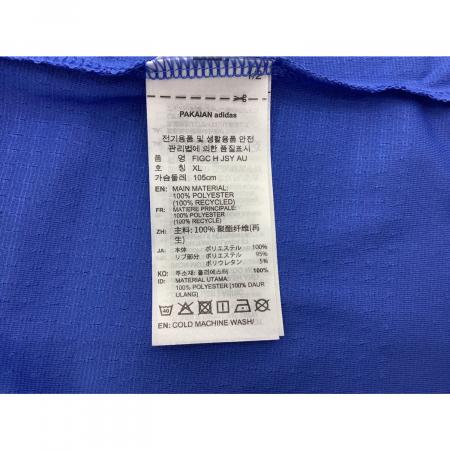 1/2
PAKAIAN adidas
전기용품 및 생활용품 안전
관리법에 의한 품질표시
품 명 FIGC H JSY AU
호 칭 XL
가슴둘레 105cm
EN: MAIN MATERIAL:
100% POLYESTER
(100% RECYCLED)
FR: MATIERE PRINCIPALE:
100% POLYESTER
(100% RECYCLE)
ZH: 主料: 100% 聚酯纤维(再
生)
JA: 本体 ポリエステル 100%
リブ部分 ポリエステル 95%
ポリウレタン 5%
KO: 주소재: 폴리에스터 100%
ID: MATERIAL UTAMA:
100% POLYESTER (100% DAUR
ULANG)
40
EN: COLD MACHINE WASH/